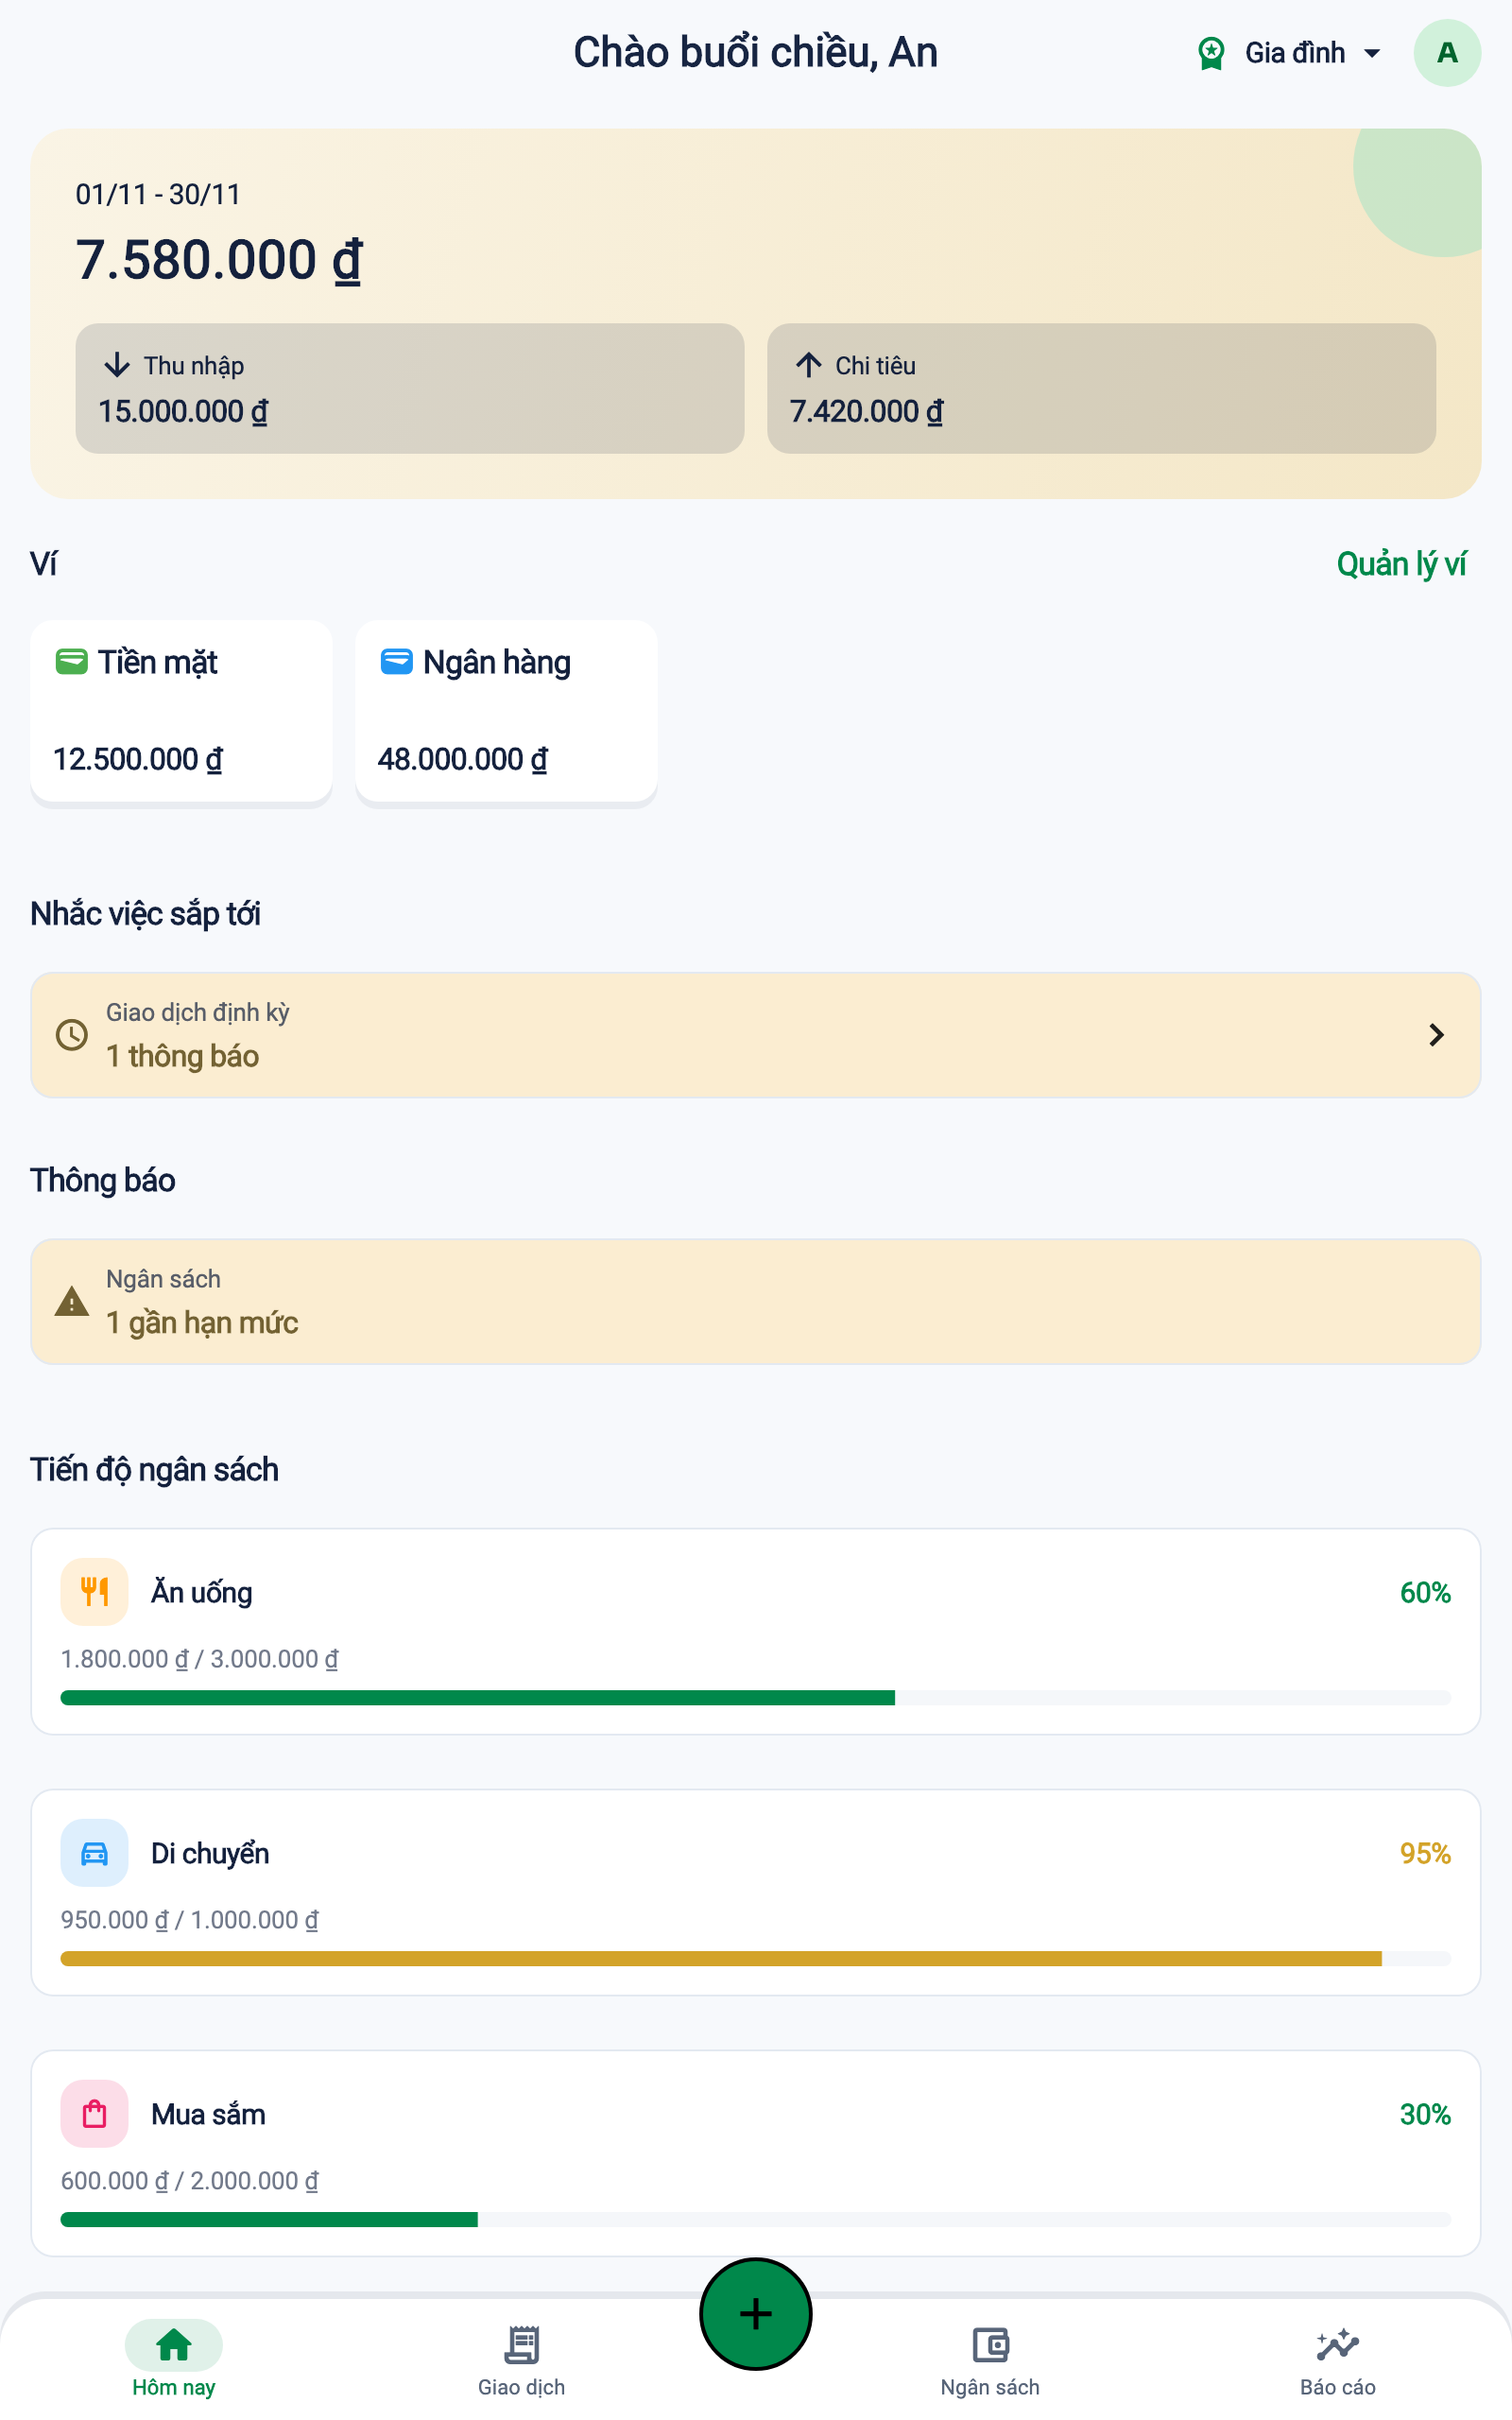 Chào buổi chiều, An
Gia đình
A
01/11 - 30/11
7.580.000 ₫
Thu nhập
15.000.000 ₫
Chi tiêu
7.420.000 ₫
Ví
Quản lý ví
Tiền mặt
12.500.000 ₫
Ngân hàng
48.000.000 ₫
Nhắc việc sắp tới
Giao dịch định kỳ
1 thông báo
Thông báo
Ngân sách
1 gần hạn mức
Tiến độ ngân sách
Ăn uống
60%
1.800.000 ₫ / 3.000.000 ₫
Di chuyển
95%
950.000 ₫ / 1.000.000 ₫
Mua sắm
30%
600.000 ₫ / 2.000.000 ₫
Hôm nay
Giao dịch
Ngân sách
Báo cáo